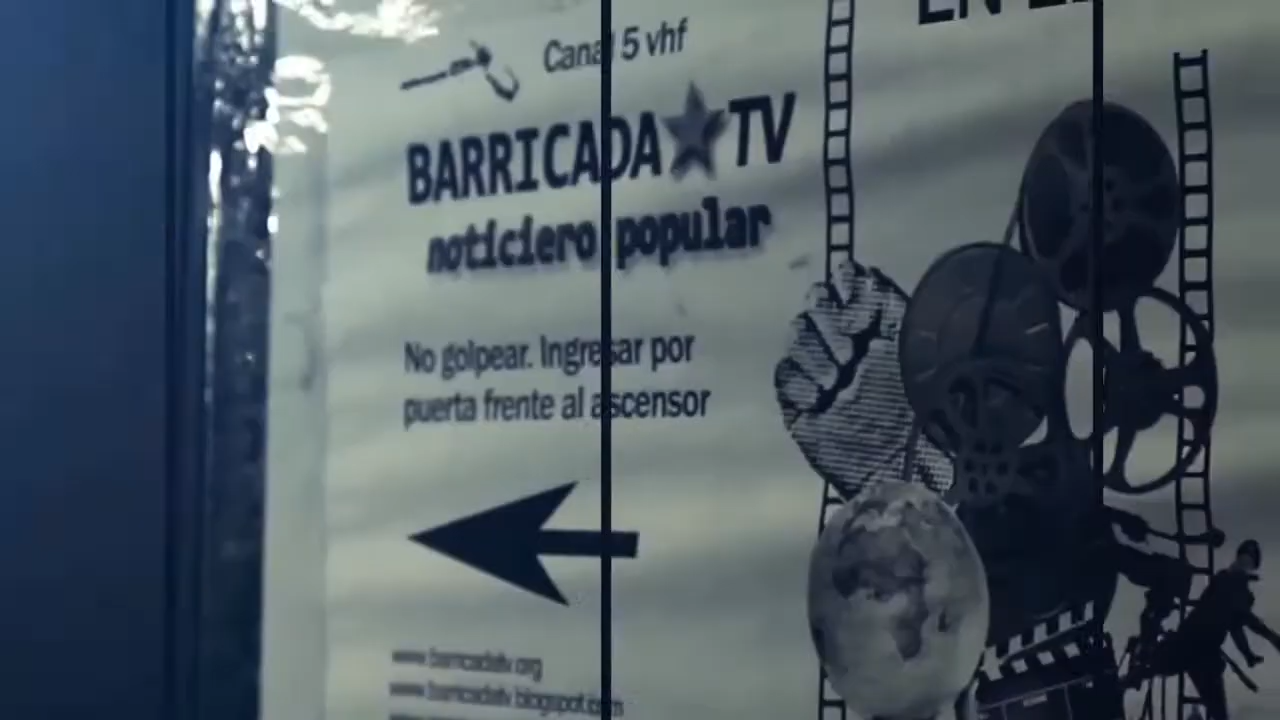 EN
Canal 5 vhf
BARRICADA TV
noticiero popular
No golpear. Ingresar por
puerta frente al ascensor
www.barricadatv.org
www.barricadatv.blogspot.com